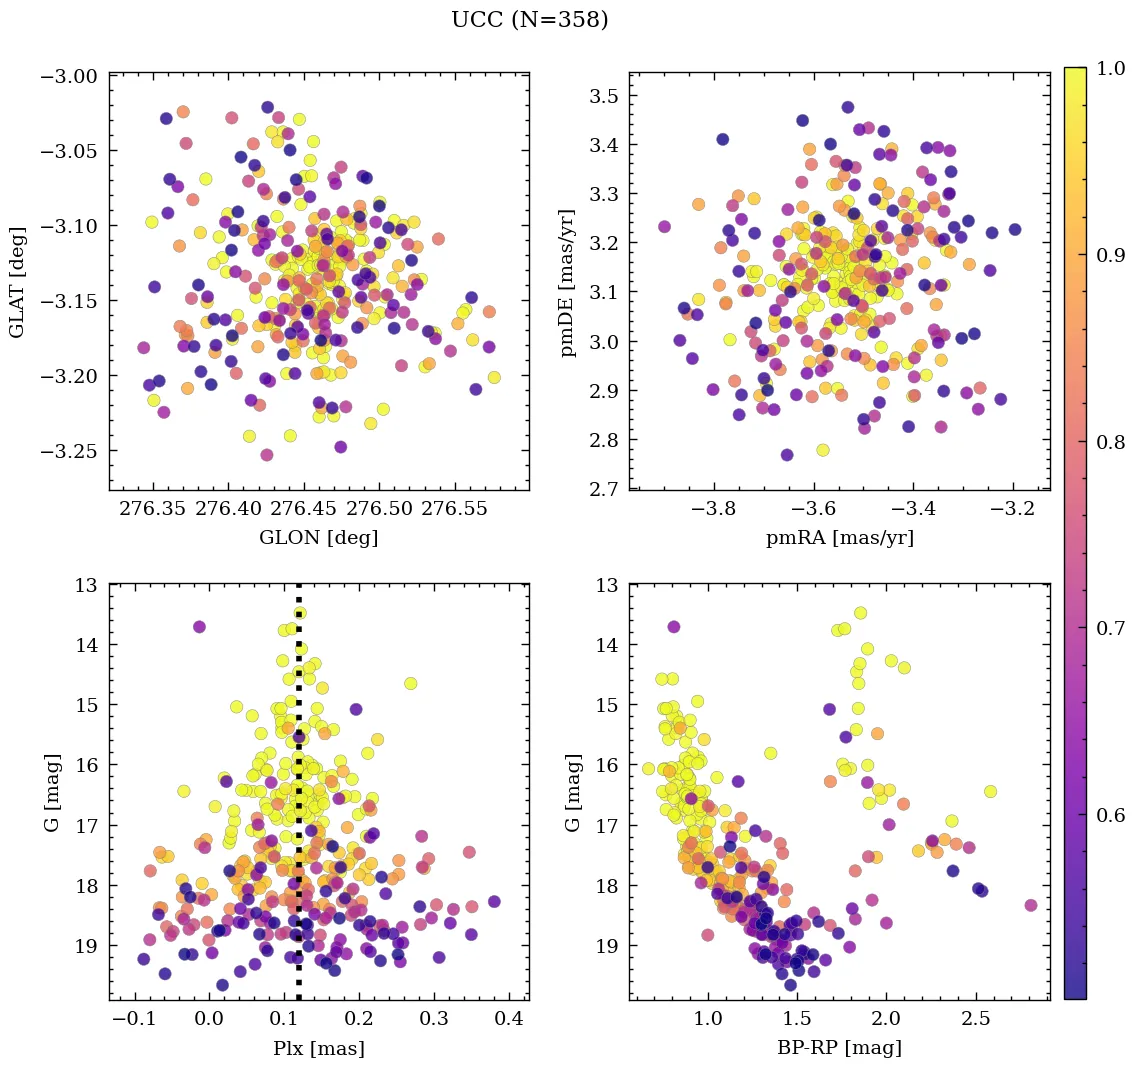 UCC (N=358)
−3.00
−3.05
−3.10
−3.15
−3.20
−3.25
GLAT [deg]
276.35 276.40 276.45 276.50 276.55
GLON [deg]
3.5
3.4
3.3
3.2
3.1
3.0
2.9
2.8
2.7
pmDE [mas/yr]
−3.8 −3.6 −3.4 −3.2
pmRA [mas/yr]
1.0
0.9
0.8
0.7
0.6
13
14
15
16
17
18
19
G [mag]
−0.1 0.0 0.1 0.2 0.3 0.4
Plx [mas]
13
14
15
16
17
18
19
G [mag]
1.0 1.5 2.0 2.5
BP-RP [mag]